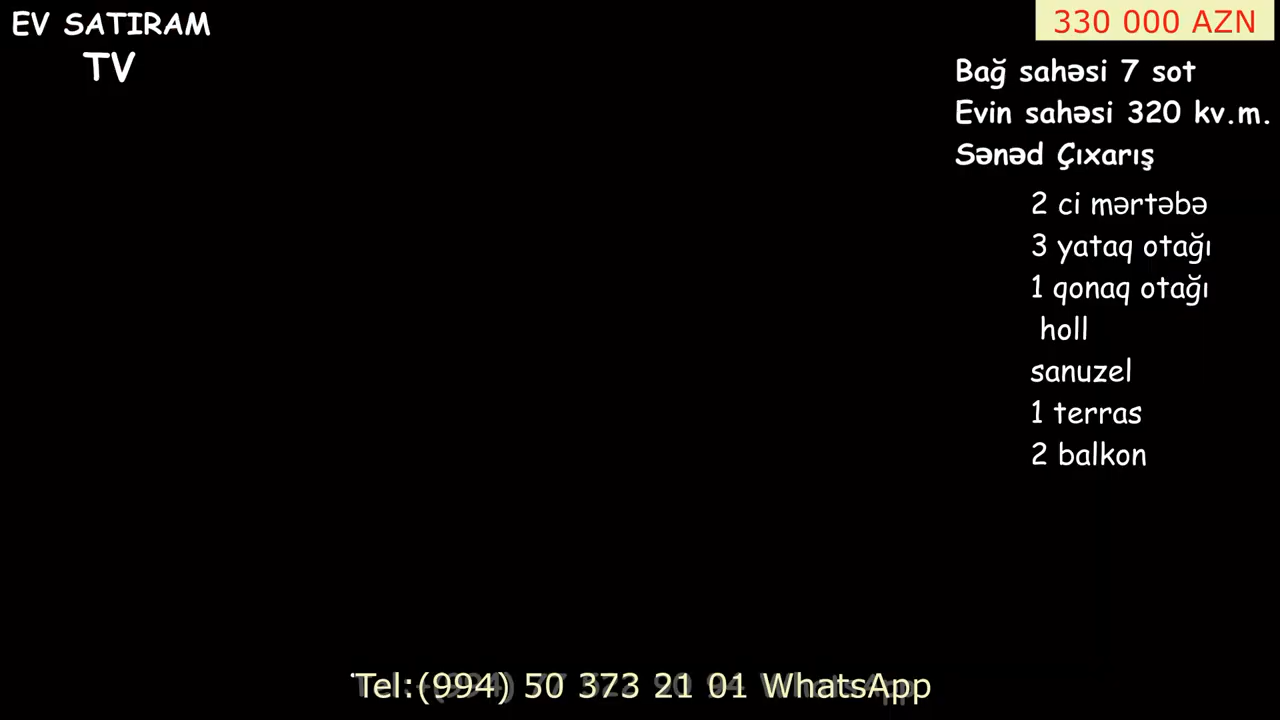 EV SATIRAM
TV
330 000 AZN
Bağ sahəsi 7 sot
Evin sahəsi 320 kv.m.
Sənəd Çıxarış
2 ci mərtəbə
3 yataq otağı
1 qonaq otağı
holl
sanuzel
1 terras
2 balkon
Tel:(994) 50 373 21 01 WhatsApp